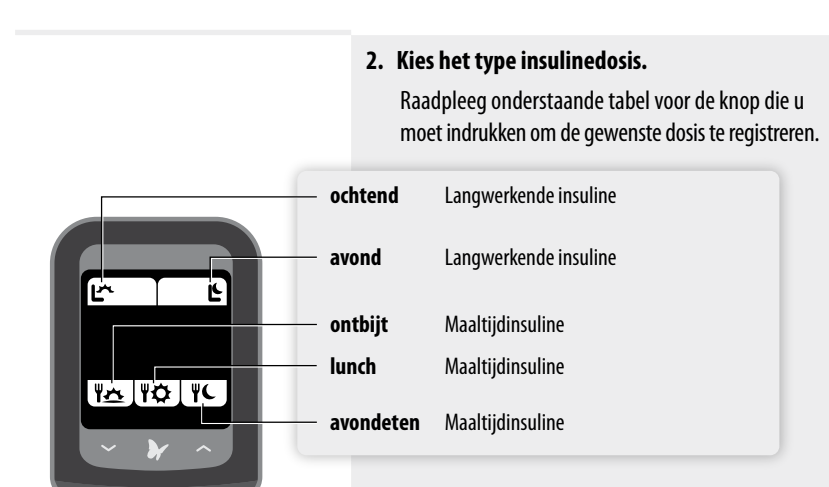 2. Kies het type insulinedosis.
Raadpleeg onderstaande tabel voor de knop die u
moet indrukken om de gewenste dosis te registreren.
ochtend Langwerkende insuline
avond Langwerkende insuline
ontbijt Maaltijdinsuline
lunch Maaltijdinsuline
avondeten Maaltijdinsuline
L L